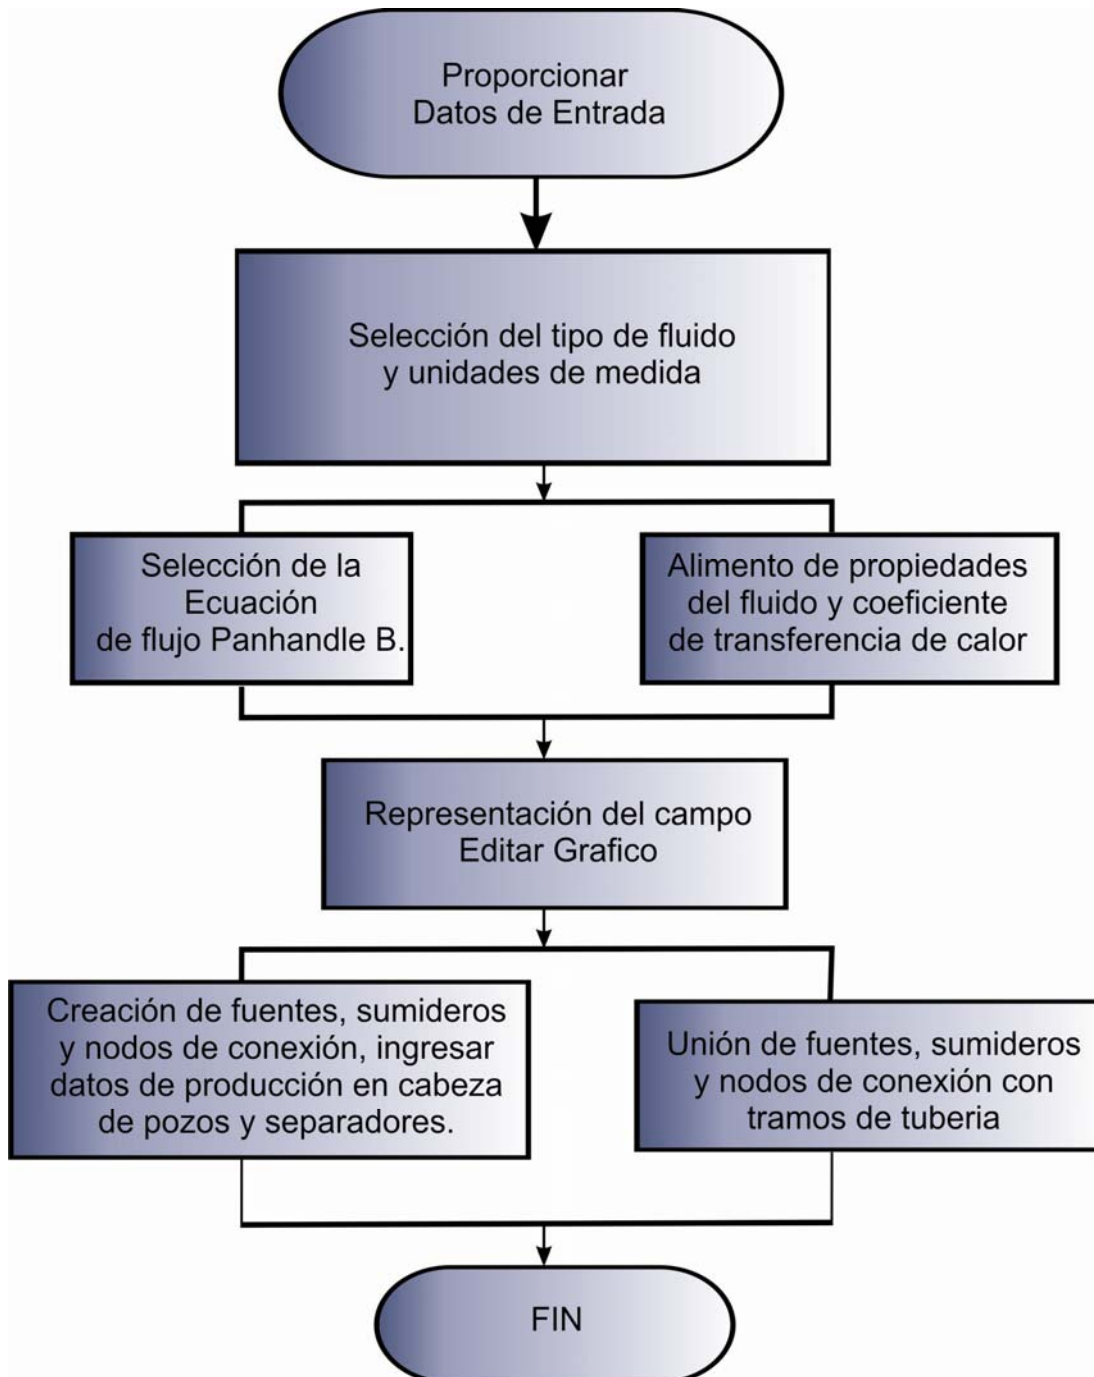 Proporcionar
Datos de Entrada
Selección del tipo de fluido
y unidades de medida
Selección de la
Ecuación
de flujo Panhandle B.
Alimento de propiedades
del fluido y coeficiente
de transferencia de calor
Representación del campo
Editar Grafico
Creación de fuentes, sumideros
y nodos de conexión, ingresar
datos de producción en cabeza
de pozos y separadores.
Unión de fuentes, sumideros
y nodos de conexión con
tramos de tuberia
FIN